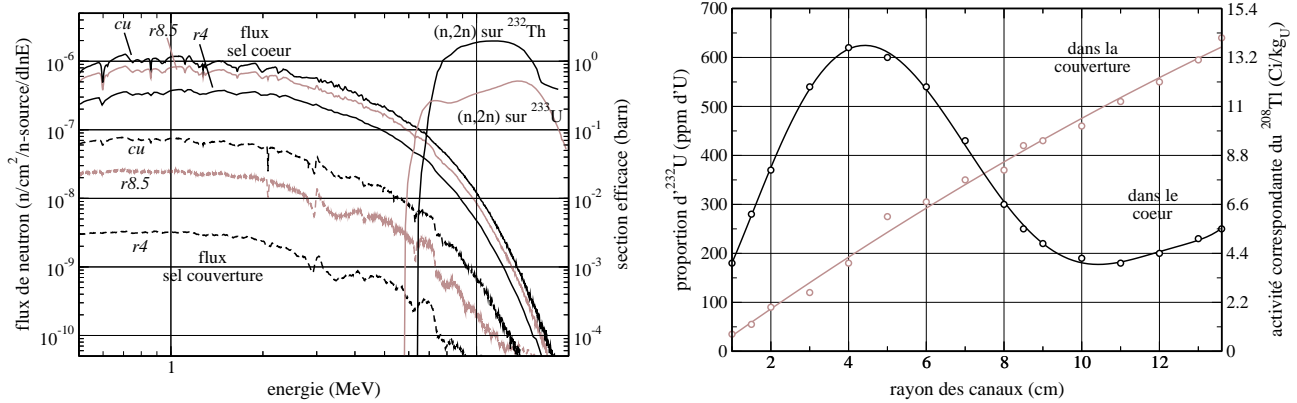 cu
r8.5
r4
flux
sel coeur
(n,2n) sur ²³²Th
(n,2n) sur ²³³U
cu
r8.5
r4
flux
sel couverture
10⁻⁶
10⁻⁷
10⁻⁸
10⁻⁹
10⁻¹⁰
10⁰
10⁻¹
10⁻²
10⁻³
10⁻⁴
1
energie (MeV)
flux de neutron (n/cm²/n-source/dlnE)
section efficace (barn)
700
600
500
400
300
200
100
0
15.4
13.2
11
8.8
6.6
4.4
2.2
0
2 4 6 8 10 12
dans la
couverture
dans le
coeur
rayon des canaux (cm)
proportion d'²³²U (ppm d'U)
activité correspondante du ²⁰⁸Tl (Ci/kg_U)